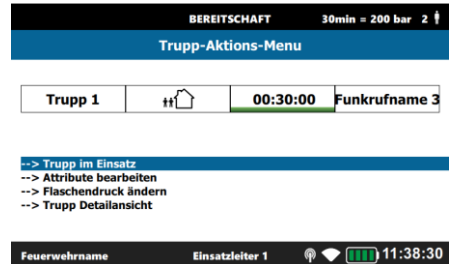 BEREITSCHAFT 30min = 200 bar 2
Trupp-Aktions-Menu
Trupp 1 00:30:00 Funkrufname 3
--> Trupp im Einsatz
--> Attribute bearbeiten
--> Flaschendruck ändern
--> Trupp Detailansicht
Feuerwehrname Einsatzleiter 1 11:38:30